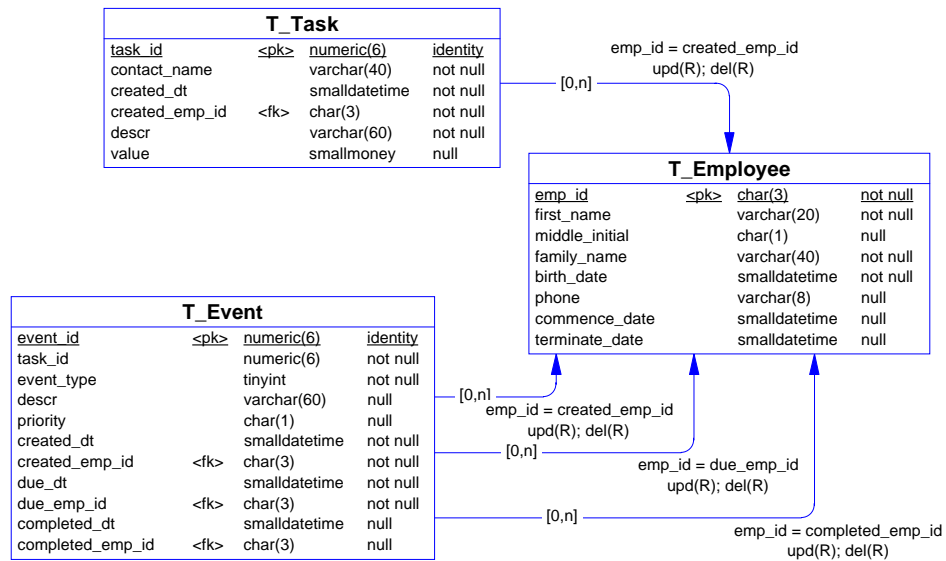 T_Task
task_id <pk> numeric(6) identity
contact_name varchar(40) not null
created_dt smalldatetime not null
created_emp_id <fk> char(3) not null
descr varchar(60) not null
value smallmoney null
emp_id = created_emp_id
upd(R); del(R)
[0,n]
T_Employee
emp_id <pk> char(3) not null
first_name varchar(20) not null
middle_initial char(1) null
family_name varchar(40) not null
birth_date smalldatetime not null
phone varchar(8) null
commence_date smalldatetime null
terminate_date smalldatetime null
T_Event
event_id <pk> numeric(6) identity
task_id numeric(6) not null
event_type tinyint not null
descr varchar(60) null
priority char(1) null
created_dt smalldatetime not null
created_emp_id <fk> char(3) not null
due_dt smalldatetime not null
due_emp_id <fk> char(3) not null
completed_dt smalldatetime null
completed_emp_id <fk> char(3) null
[0,n]
emp_id = created_emp_id
upd(R); del(R)
[0,n]
emp_id = due_emp_id
upd(R); del(R)
[0,n]
emp_id = completed_emp_id
upd(R); del(R)